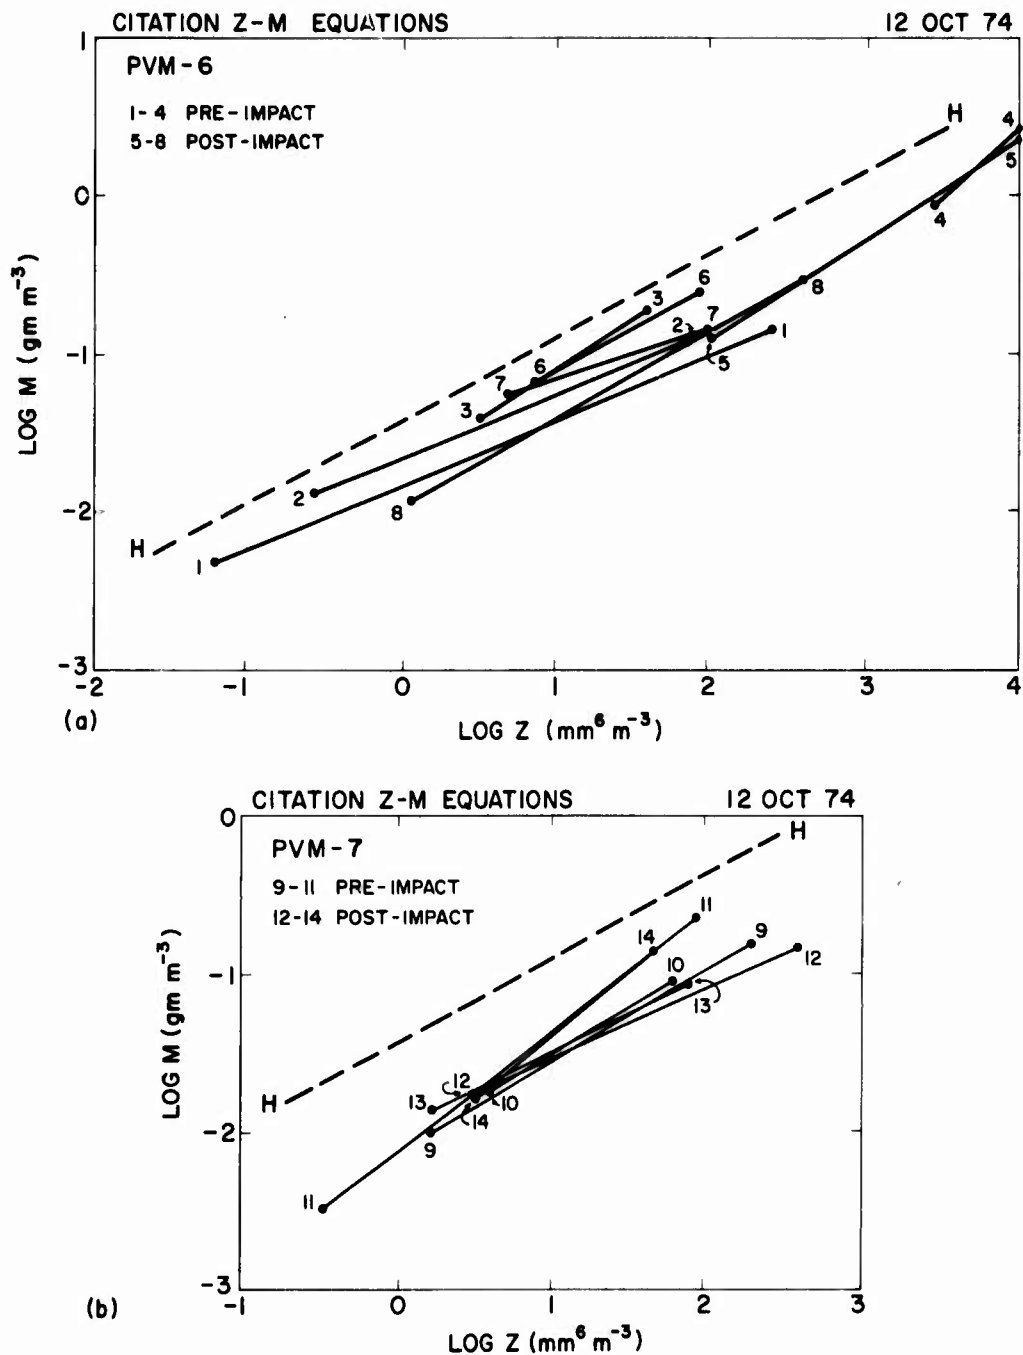 CITATION Z-M EQUATIONS 12 OCT 74
PVM-6
1-4 PRE-IMPACT
5-8 POST-IMPACT
H
4
5
4
3
6
8
7
2
5
1
7
6
3
2
8
H
1
1
0
-1
-2
-3
LOG M (gm m⁻³)
-2 -1 0 1 2 3 4
(a)
LOG Z (mm⁶ m⁻³)
CITATION Z-M EQUATIONS 12 OCT 74
PVM-7
9-11 PRE-IMPACT
12-14 POST-IMPACT
H
11
14
9
10
12
13
12
13
10
14
9
H
11
0
-1
-2
-3
LOG M (gm m⁻³)
-1 0 1 2 3
(b)
LOG Z (mm⁶ m⁻³)